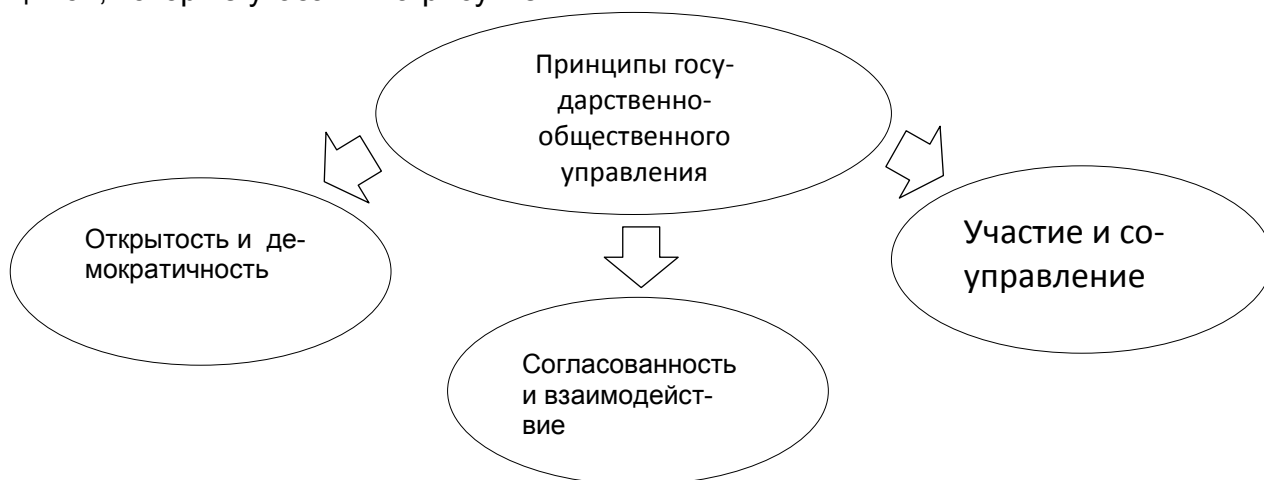 Принципы госу-
дарственно-
общественного
управления
Открытость и де-
мократичность
Участие и со-
управление
Согласованность
и взаимодейст-
вие